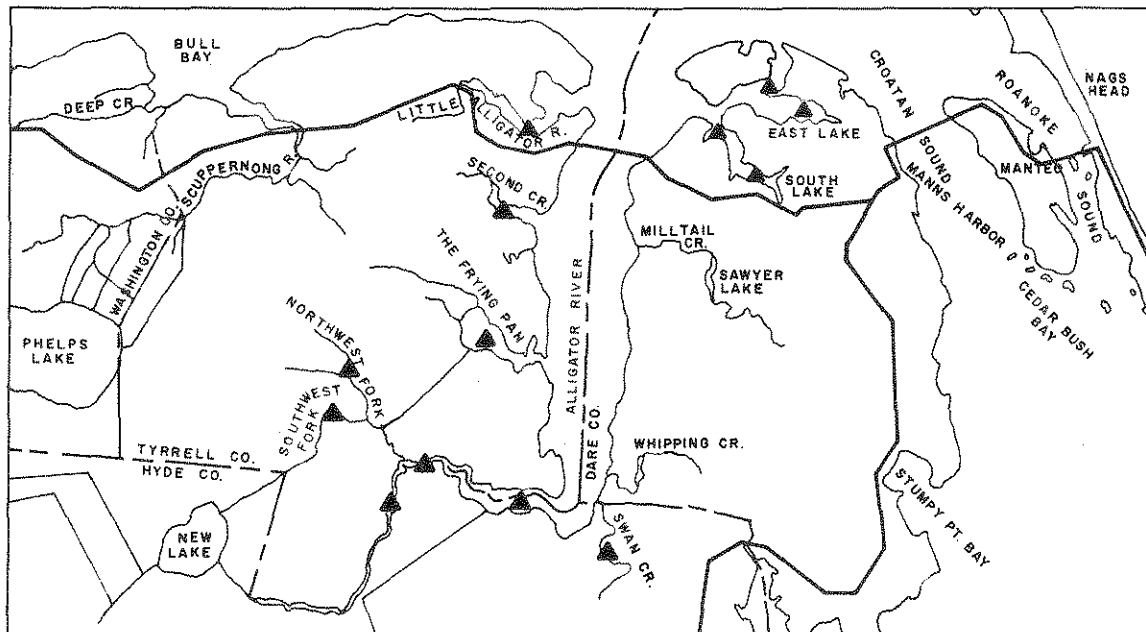 BULL
BAY
DEEP CR.
LITTLE
ALLIGATOR R.
EAST LAKE
CROATAN
SOUND
ROANOKE
SOUND
NAGS
HEAD
SCUPPERNONG R.
SECOND CR.
SOUTH
LAKE
MANTEO
MANNS HARBOR
WASHINGTON CO.
MILLTAIL
CR.
SAWYER
LAKE
THE FRYING PAN
ALLIGATOR RIVER
CEDAR BUSH
BAY
PHELPS
LAKE
NORTHWEST FORK
SOUTHWEST
FORK
DARE CO.
WHIPPING CR.
TYRRELL CO.
HYDE CO.
STUMPY PT. BAY
NEW
LAKE
SWAN CR.